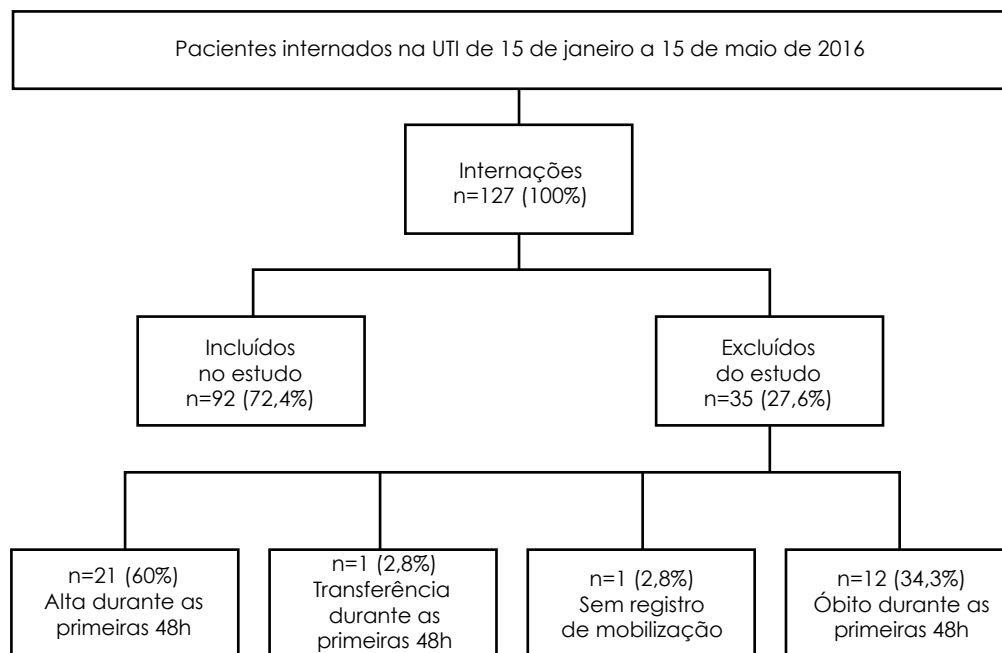 Pacientes internados na UTI de 15 de janeiro a 15 de maio de 2016
Internações
n=127 (100%)
Incluídos
no estudo
n=92 (72,4%)
Excluídos
do estudo
n=35 (27,6%)
n=21 (60%)
Alta durante as
primeiras 48h
n=1 (2,8%)
Transferência
durante as
primeiras 48h
n=1 (2,8%)
Sem registro
de mobilização
n=12 (34,3%)
Óbito durante as
primeiras 48h